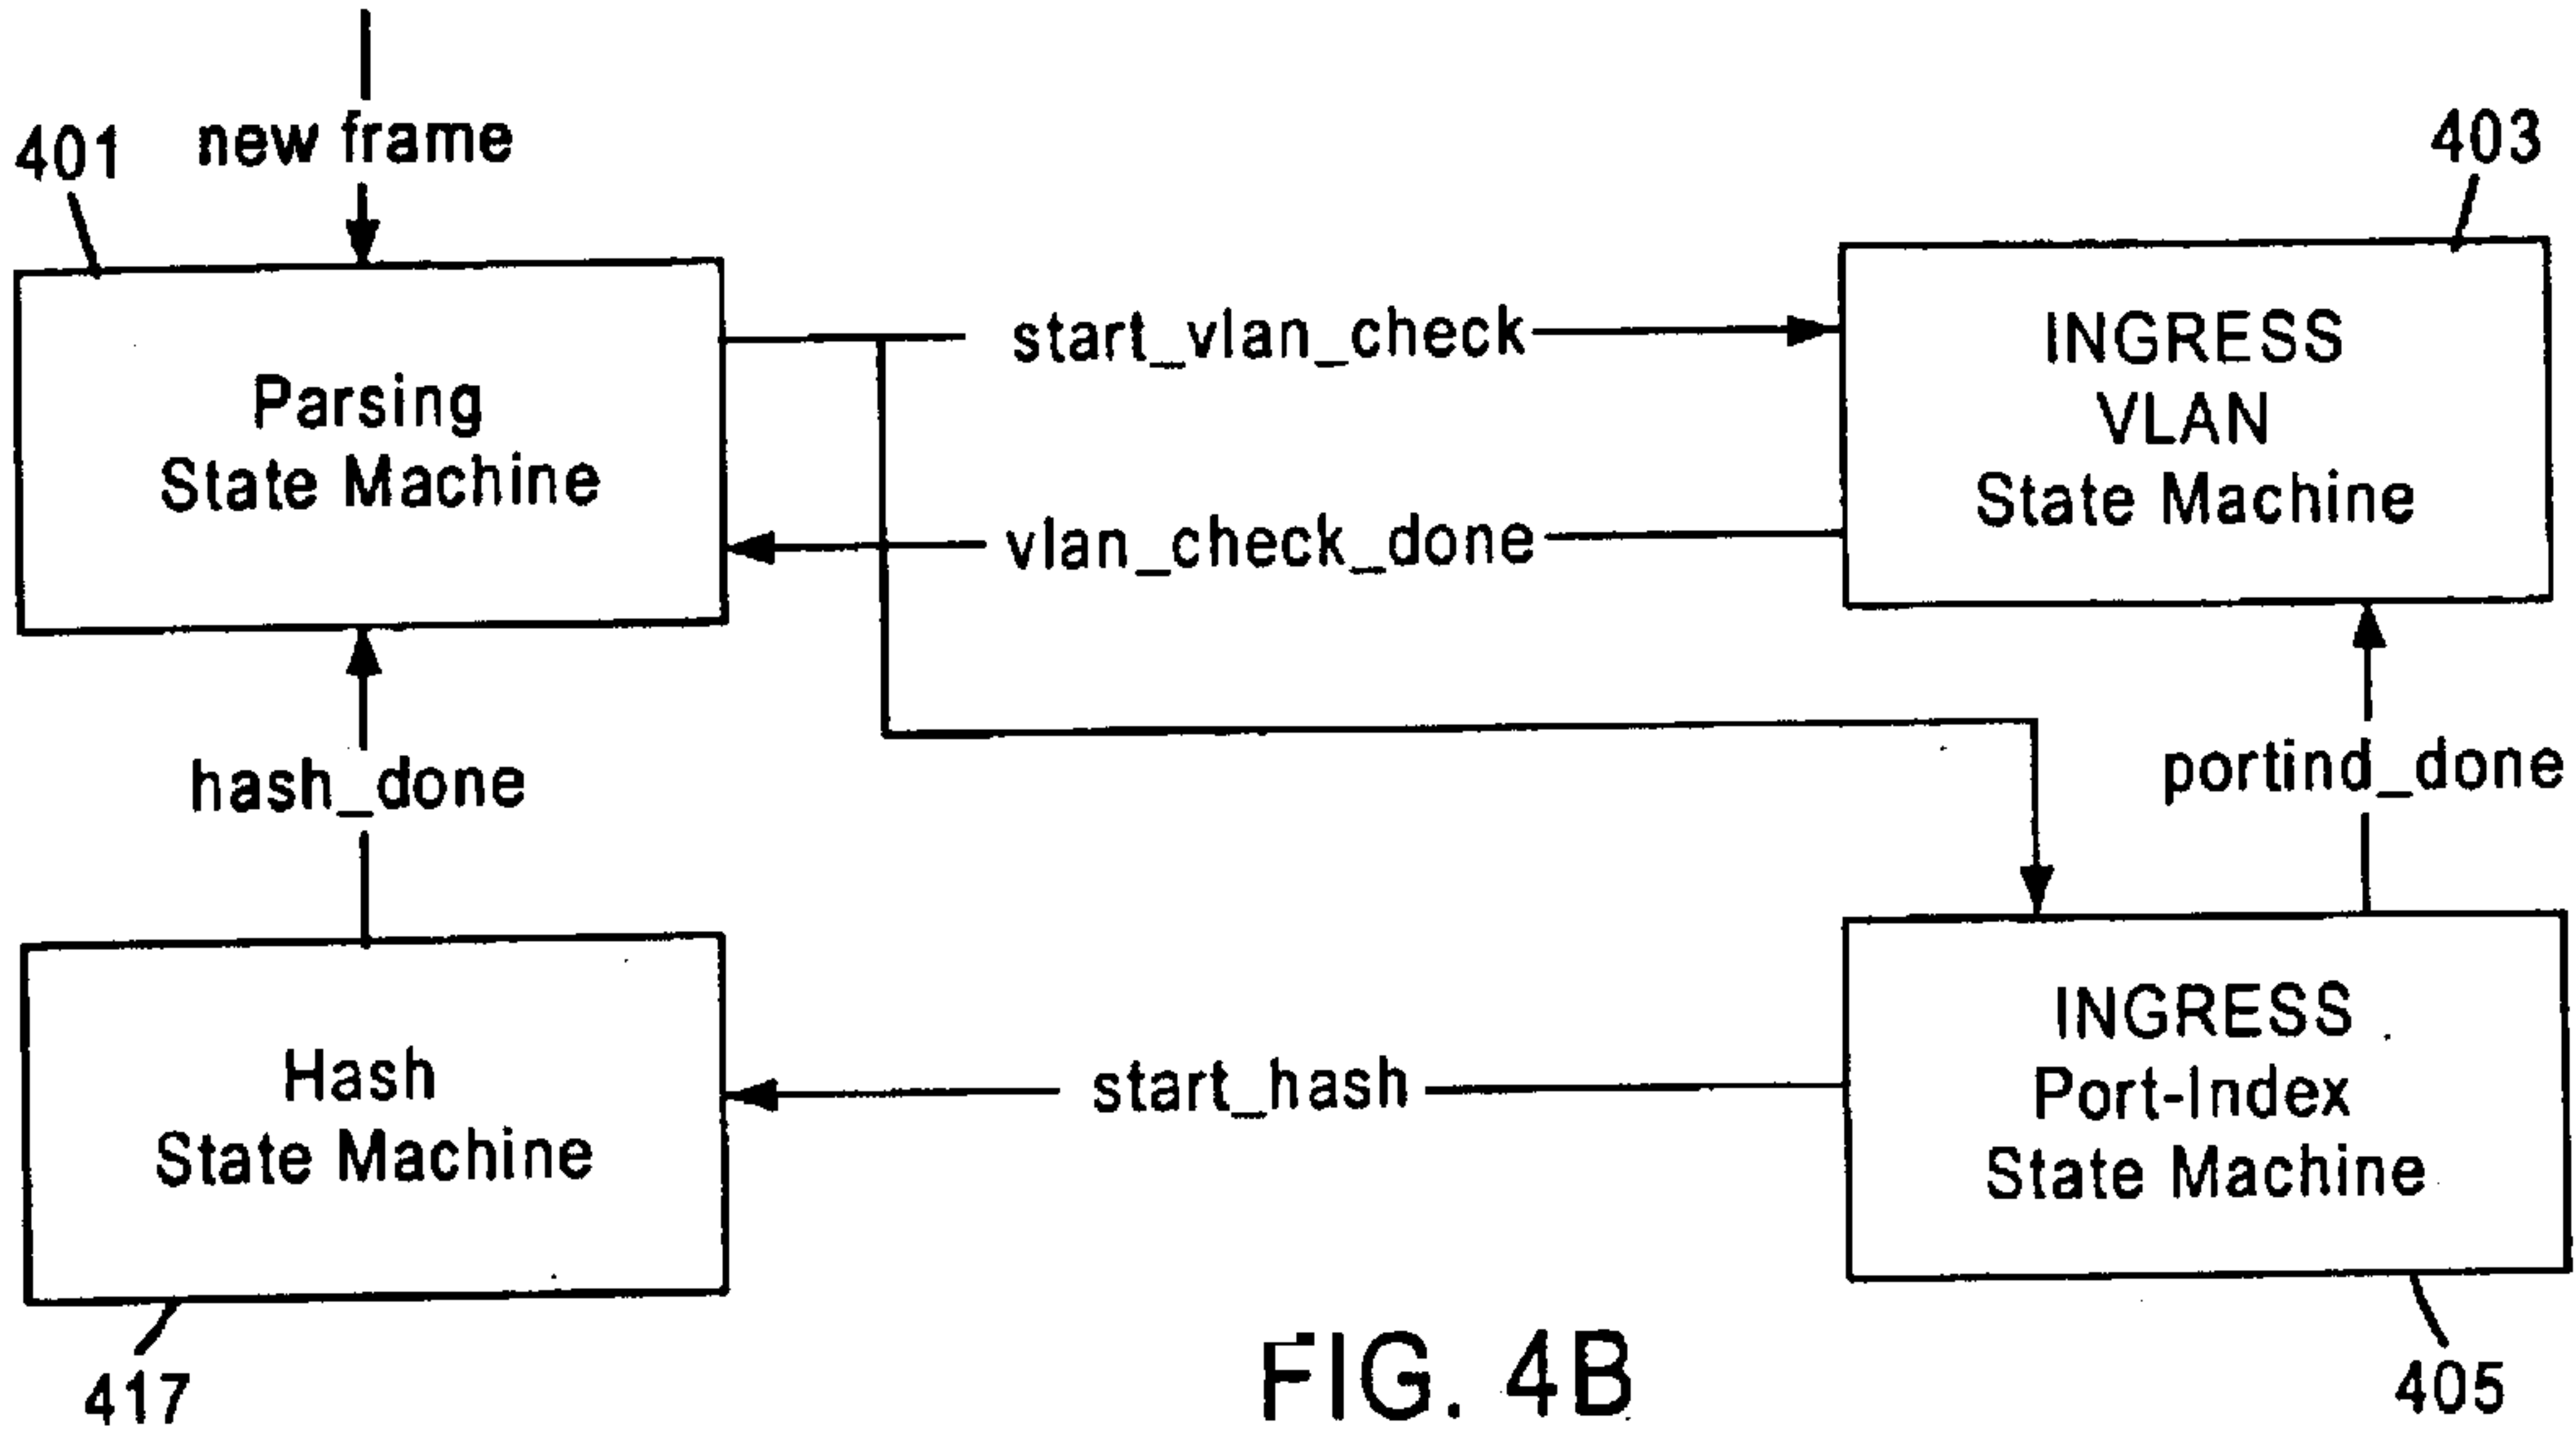 new frame
401
403
Parsing
State Machine
start_vlan_check
vlan_check_done
INGRESS
VLAN
State Machine
hash_done
portind_done
Hash
State Machine
start_hash
INGRESS
Port-Index
State Machine
417
405
FIG. 4B